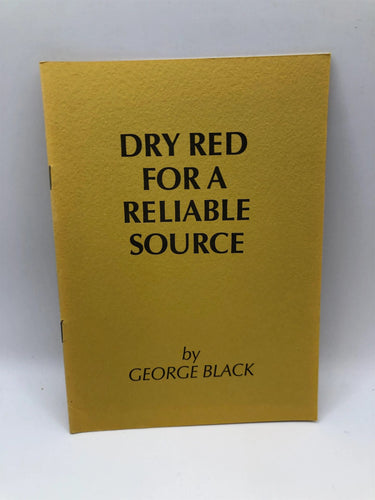 DRY RED
FOR A
RELIABLE
SOURCE
by
GEORGE BLACK